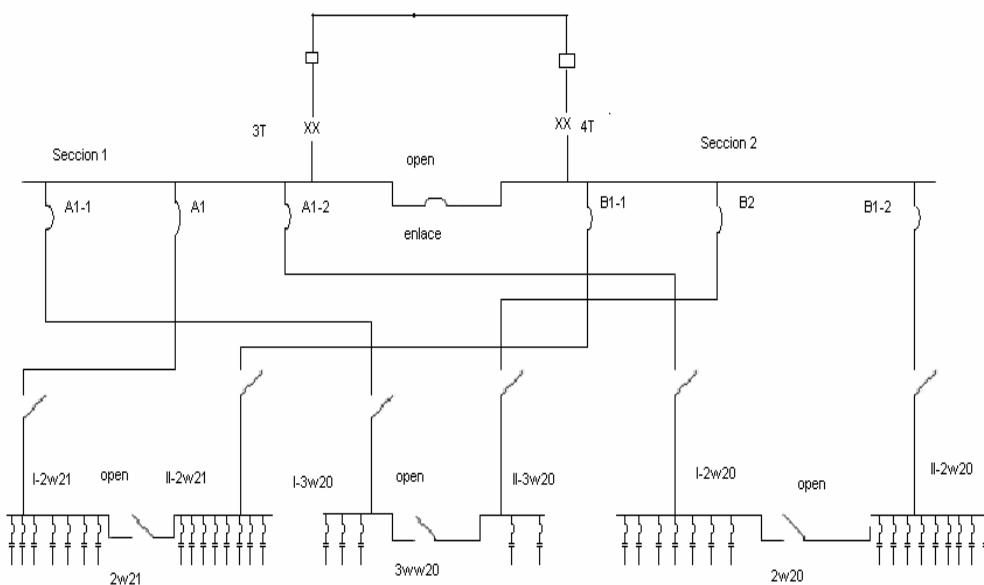 XX
XX
3T
4T
Seccion 1
open
Seccion 2
A1-1
A1
A1-2
B1-1
B2
B1-2
enlace
I-2w21
open
II-2w21
I-3w20
open
II-3w20
I-2w20
open
II-2w20
2w21
3ww20
2w20